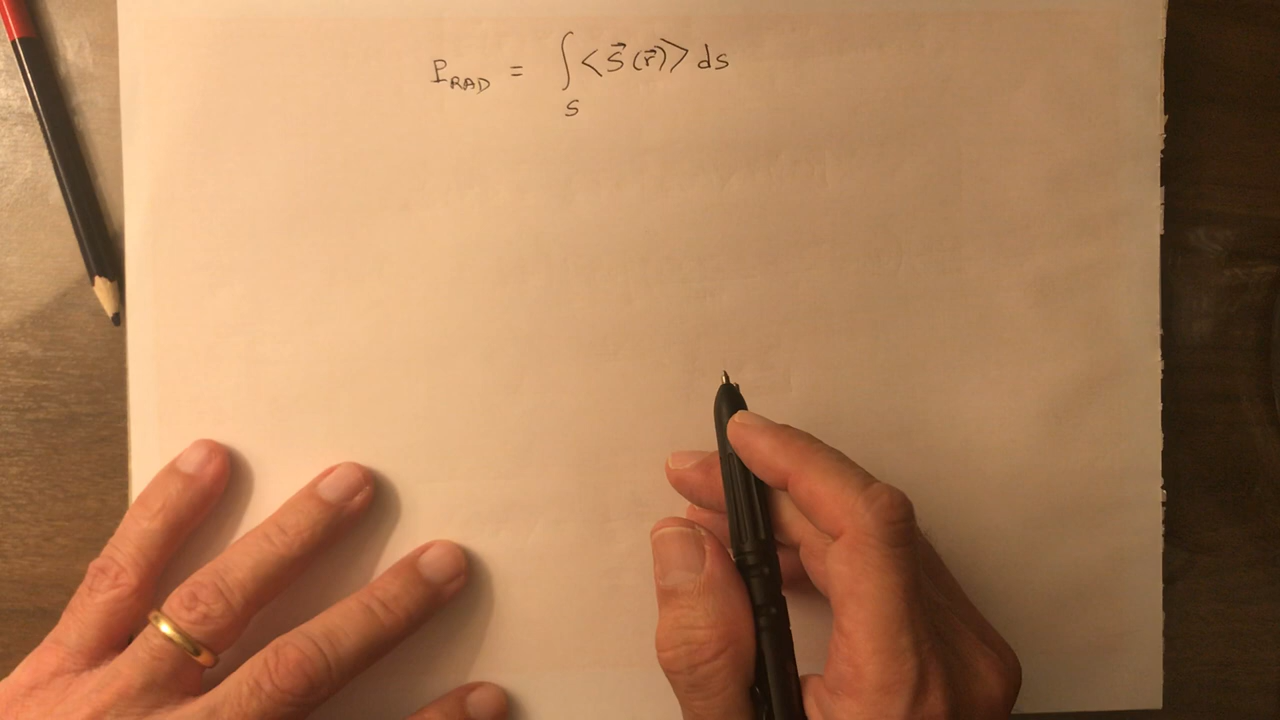 P_RAD = ∫_S <S⃗(r⃗)> ds